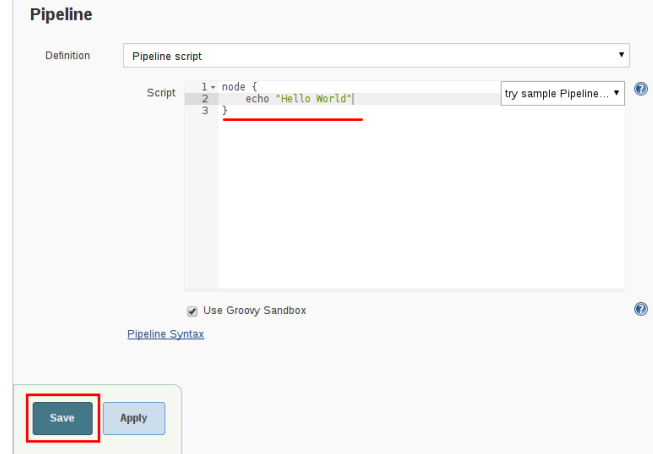 Pipeline
Definition Pipeline script
Script 1 node {
try sample Pipeline...
2 echo "Hello World"
3 }
Use Groovy Sandbox
Pipeline Syntax
Save Apply